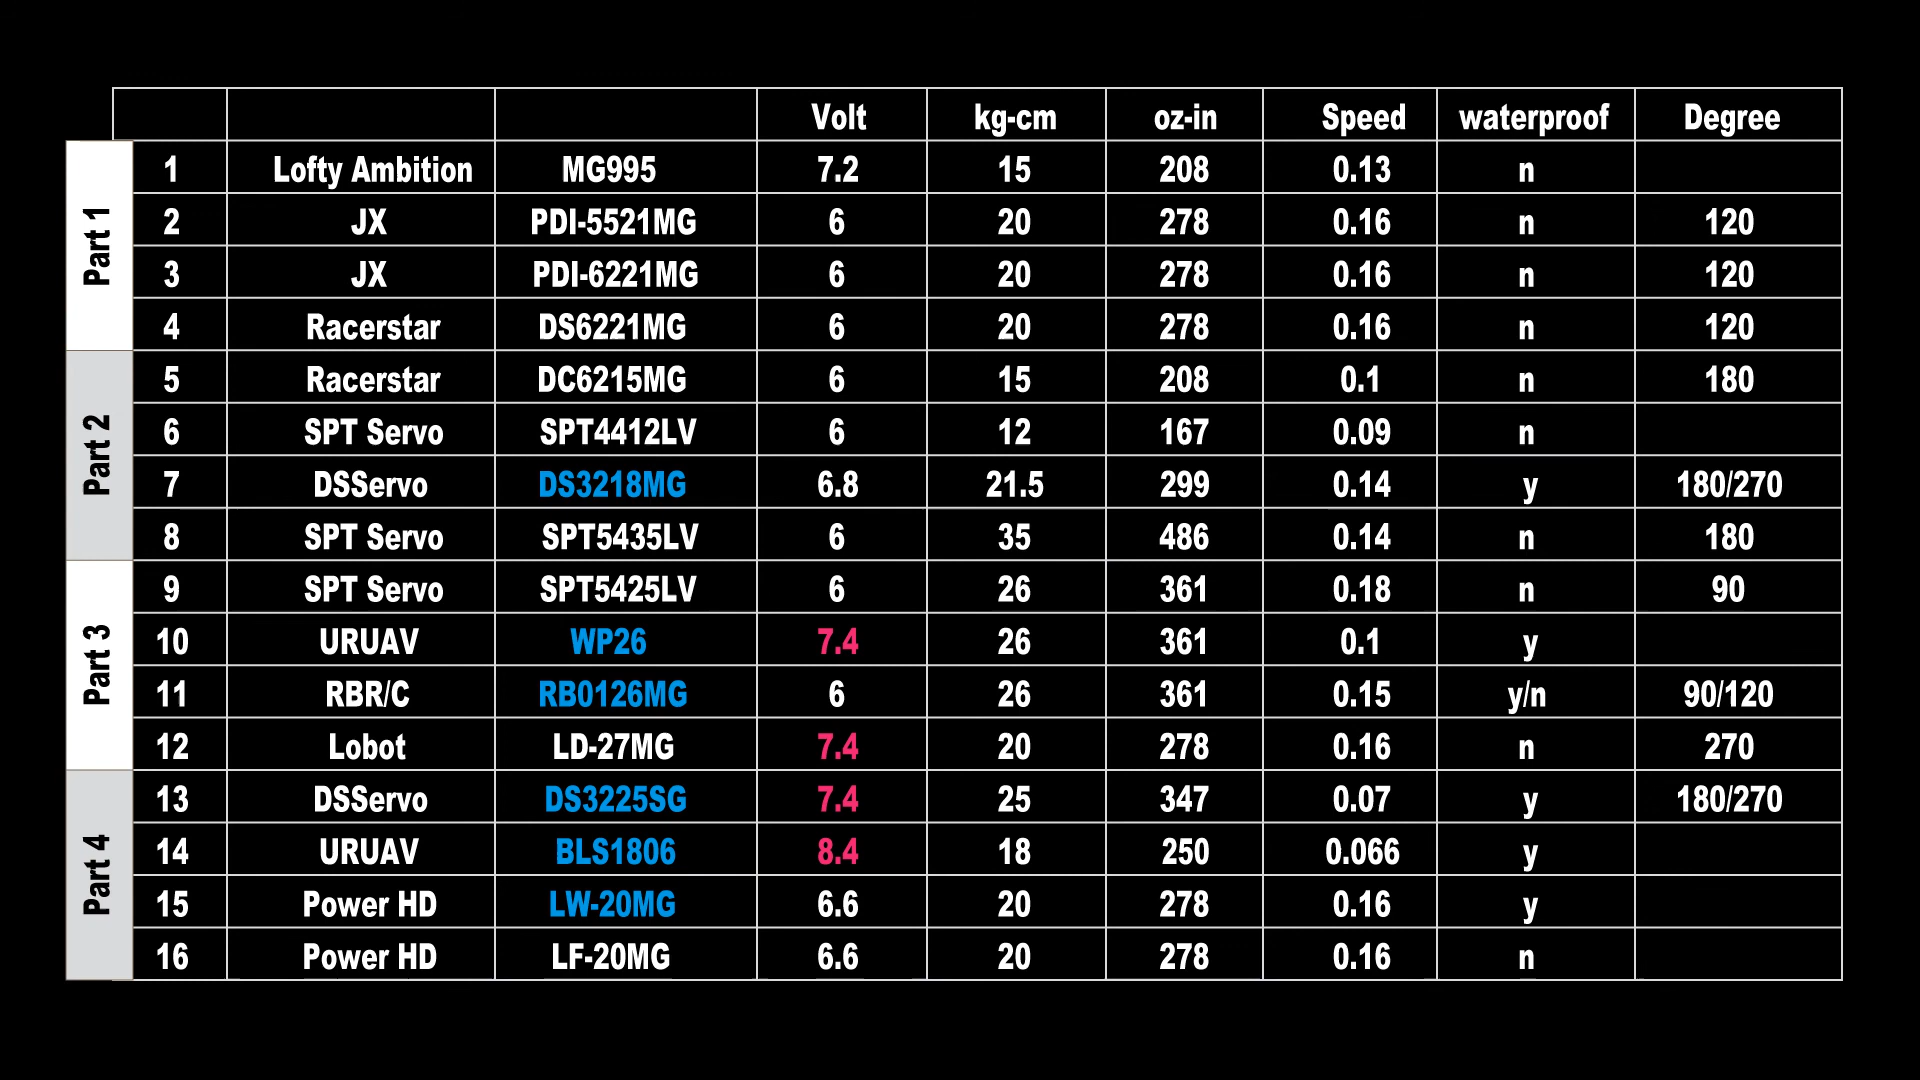 Volt kg-cm oz-in Speed waterproof Degree
Part 1
1 Lofty Ambition MG995 7.2 15 208 0.13 n
2 JX PDI-5521MG 6 20 278 0.16 n 120
3 JX PDI-6221MG 6 20 278 0.16 n 120
4 Racerstar DS6221MG 6 20 278 0.16 n 120
Part 2
5 Racerstar DC6215MG 6 15 208 0.1 n 180
6 SPT Servo SPT4412LV 6 12 167 0.09 n
7 DSServo DS3218MG 6.8 21.5 299 0.14 y 180/270
8 SPT Servo SPT5435LV 6 35 486 0.14 n 180
Part 3
9 SPT Servo SPT5425LV 6 26 361 0.18 n 90
10 URUAV WP26 7.4 26 361 0.1 y
11 RBR/C RB0126MG 6 26 361 0.15 y/n 90/120
12 Lobot LD-27MG 7.4 20 278 0.16 n 270
Part 4
13 DSServo DS3225SG 7.4 25 347 0.07 y 180/270
14 URUAV BLS1806 8.4 18 250 0.066 y
15 Power HD LW-20MG 6.6 20 278 0.16 y
16 Power HD LF-20MG 6.6 20 278 0.16 n